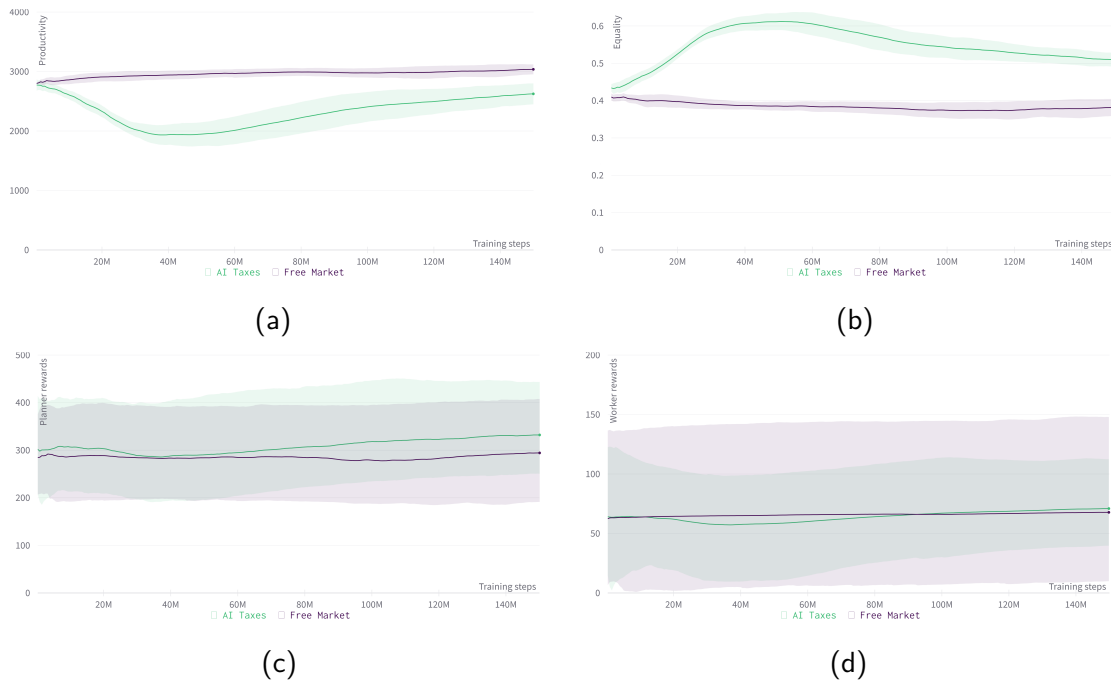 4000
Productivity
3000
2000
1000
0
Training steps
20M 40M 60M 80M 100M 120M 140M
AI Taxes Free Market
(a)
Equality
0.6
0.5
0.4
0.3
0.2
0.1
0
Training steps
20M 40M 60M 80M 100M 120M 140M
AI Taxes Free Market
(b)
500
Planner rewards
400
300
200
100
0
Training steps
20M 40M 60M 80M 100M 120M 140M
AI Taxes Free Market
(c)
200
Worker rewards
150
100
50
0
Training steps
20M 40M 60M 80M 100M 120M 140M
AI Taxes Free Market
(d)